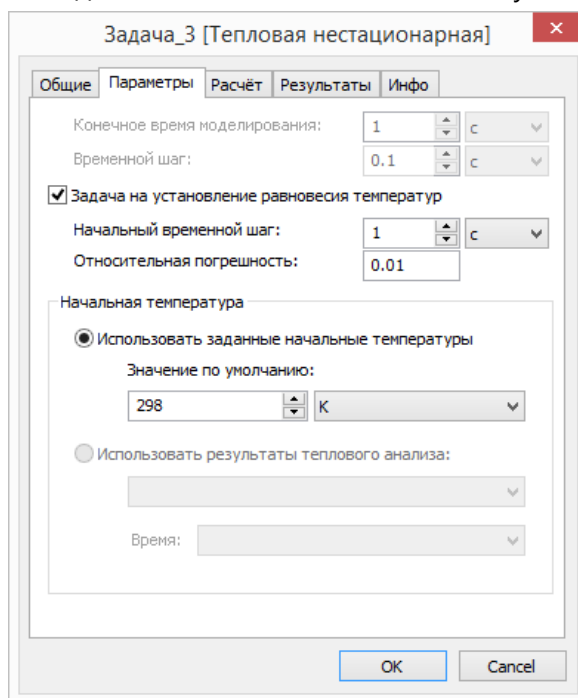 Задача_3 [Тепловая нестационарная]
Общие Параметры Расчёт Результаты Инфо
Конечное время моделирования: 1 с
Временной шаг: 0.1 с
Задача на установление равновесия температур
Начальный временной шаг: 1 с
Относительная погрешность: 0.01
Начальная температура
Использовать заданные начальные температуры
Значение по умолчанию:
298 K
Использовать результаты теплового анализа:
Время:
OK Cancel